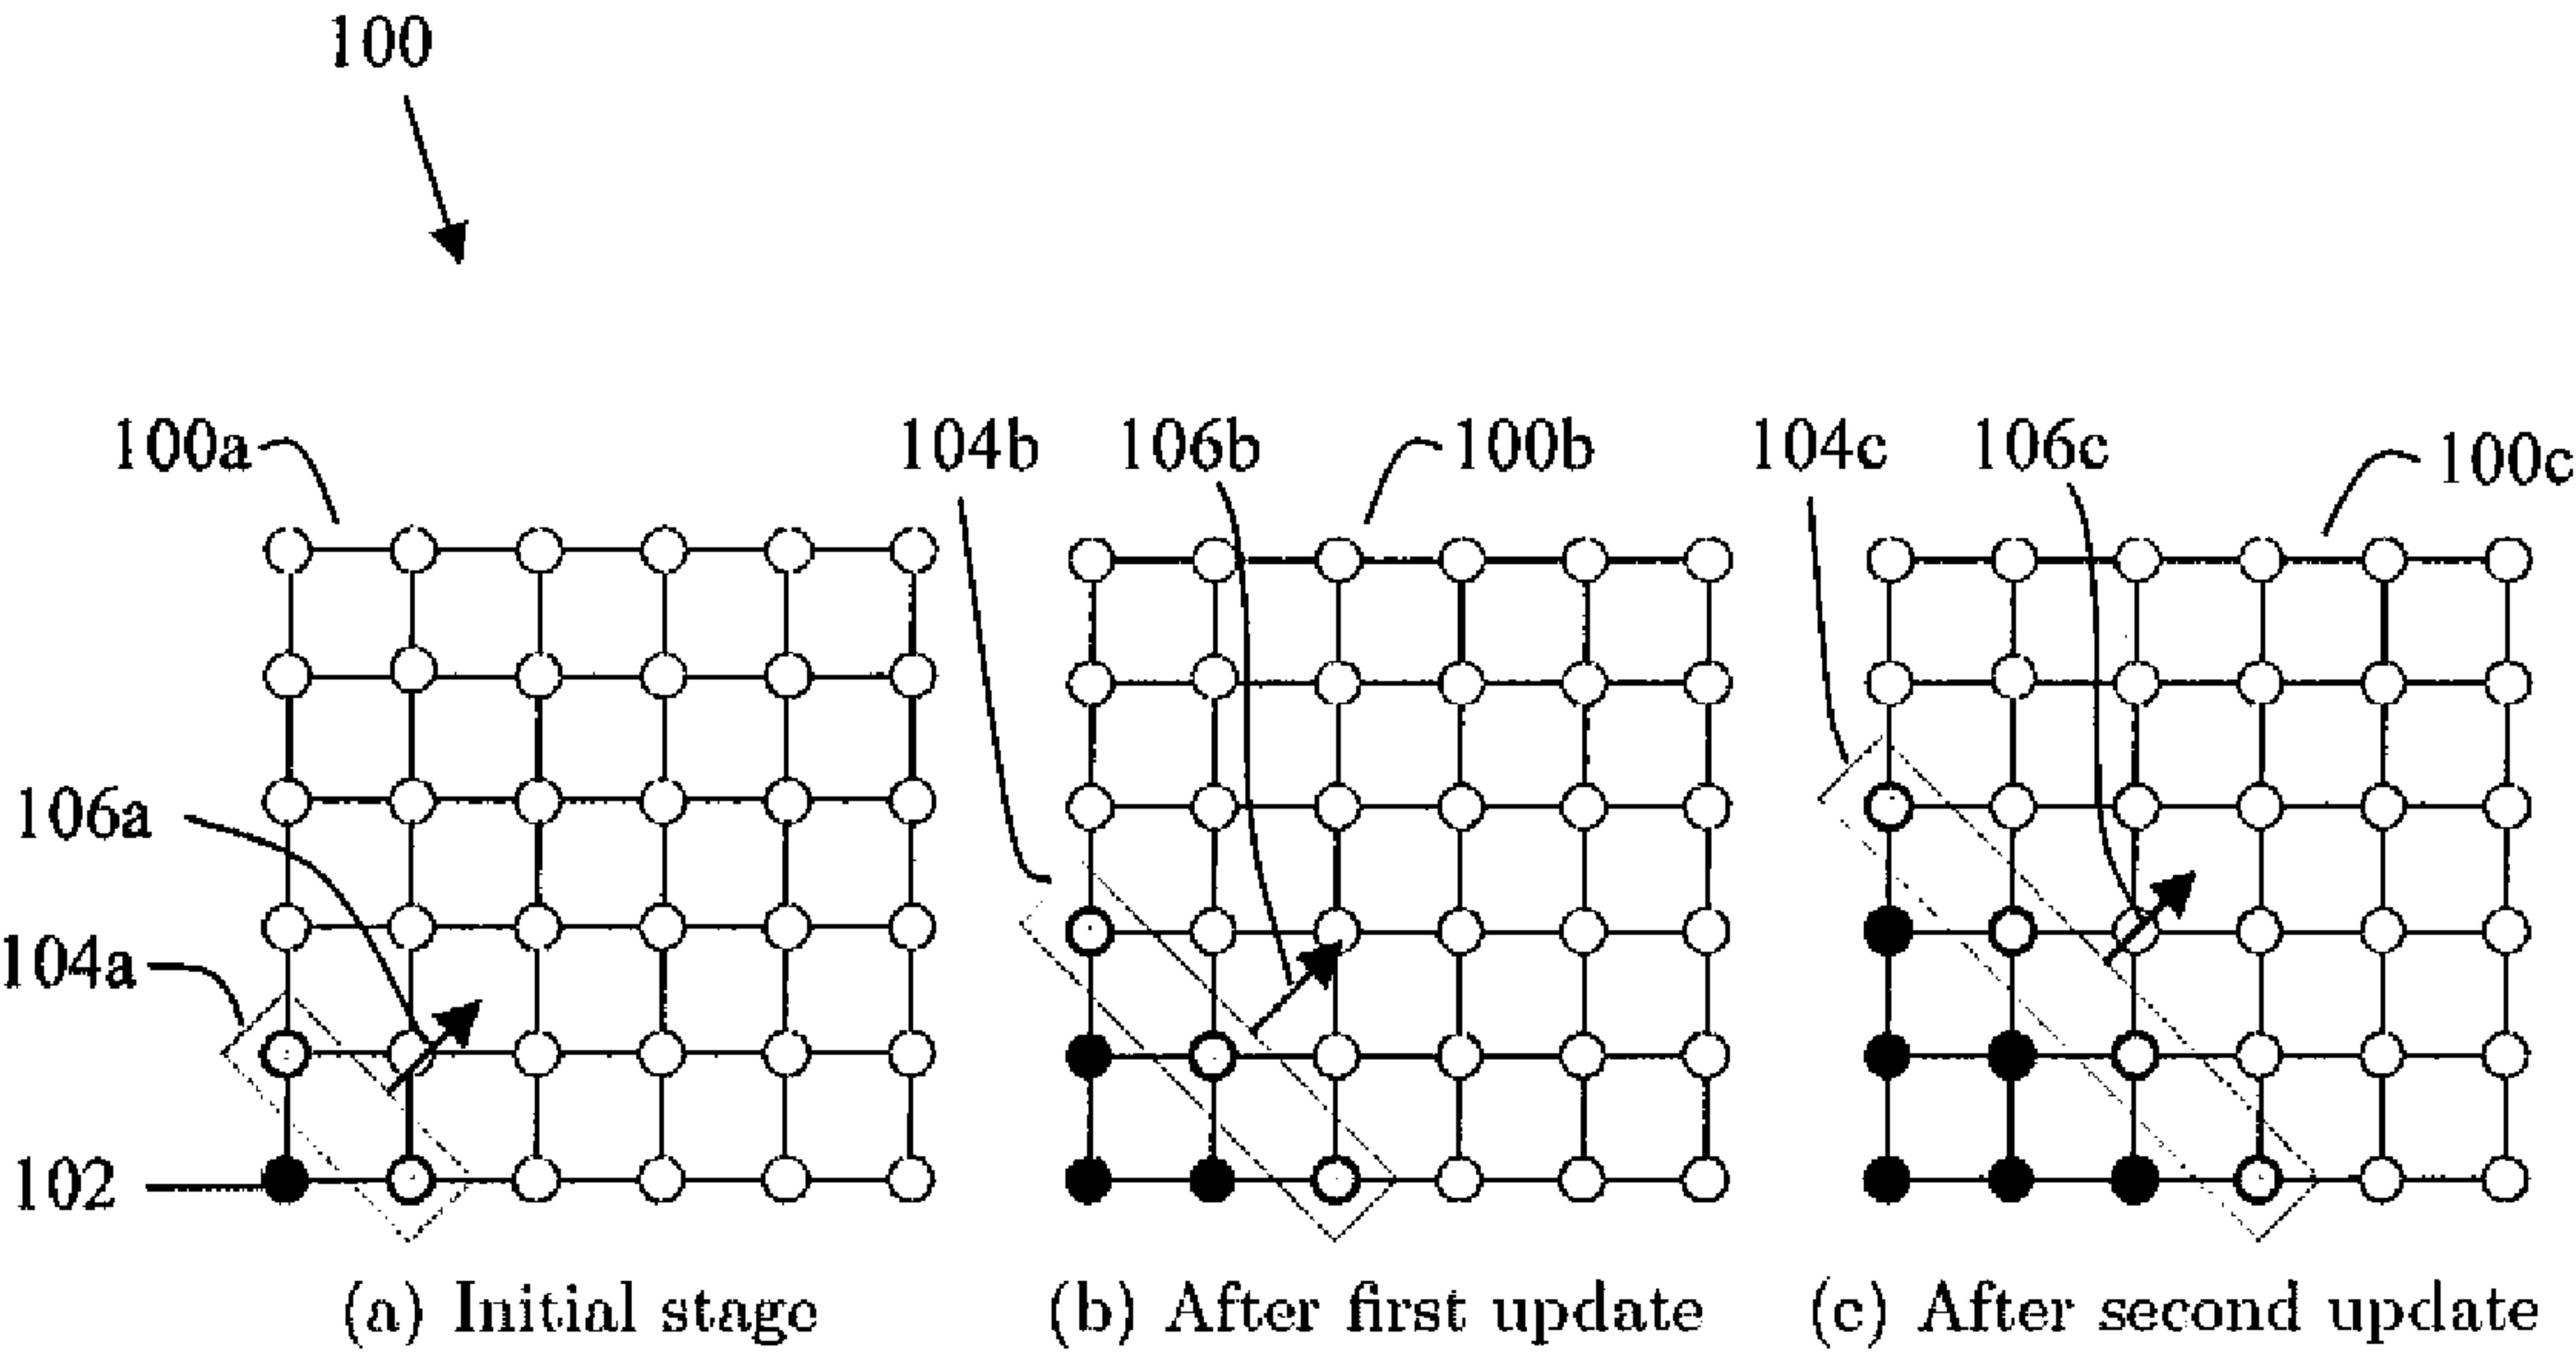 100
100a
104b 106b 100b
104c 106c 100c
106a
104a
102
(a) Initial stage
(b) After first update
(c) After second update